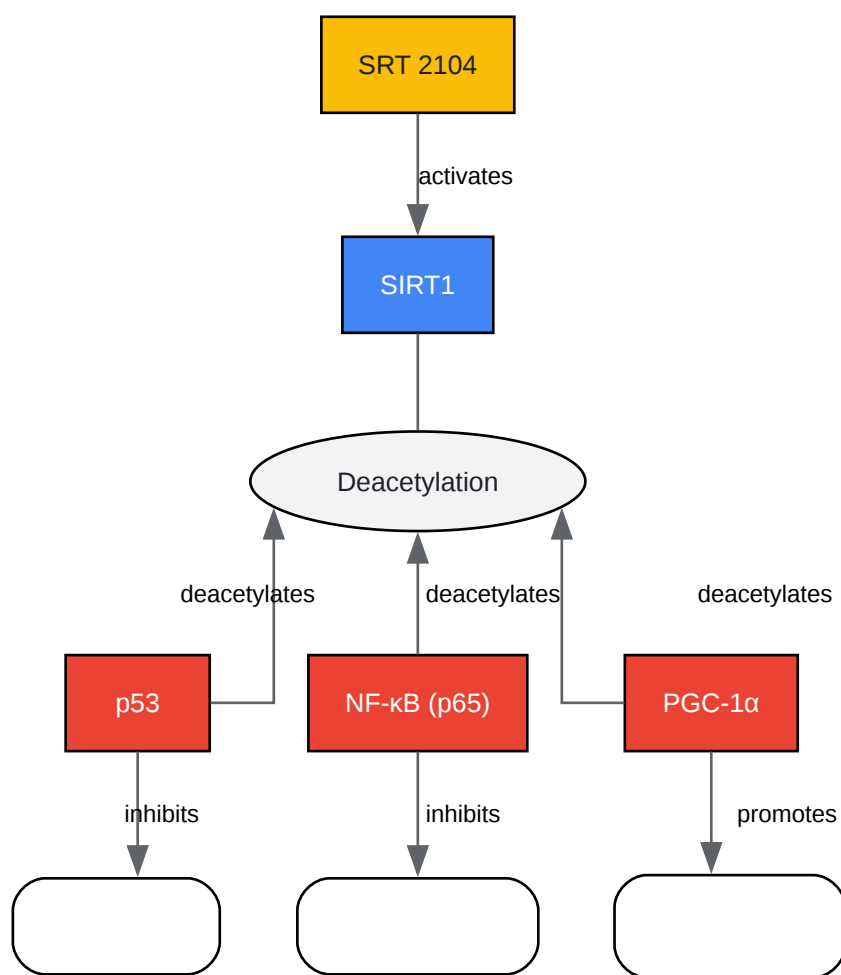 SRT 2104
activates
SIRT1
Deacetylation
deacetylates
deacetylates
deacetylates
p53
NF-κB (p65)
PGC-1α
inhibits
inhibits
promotes